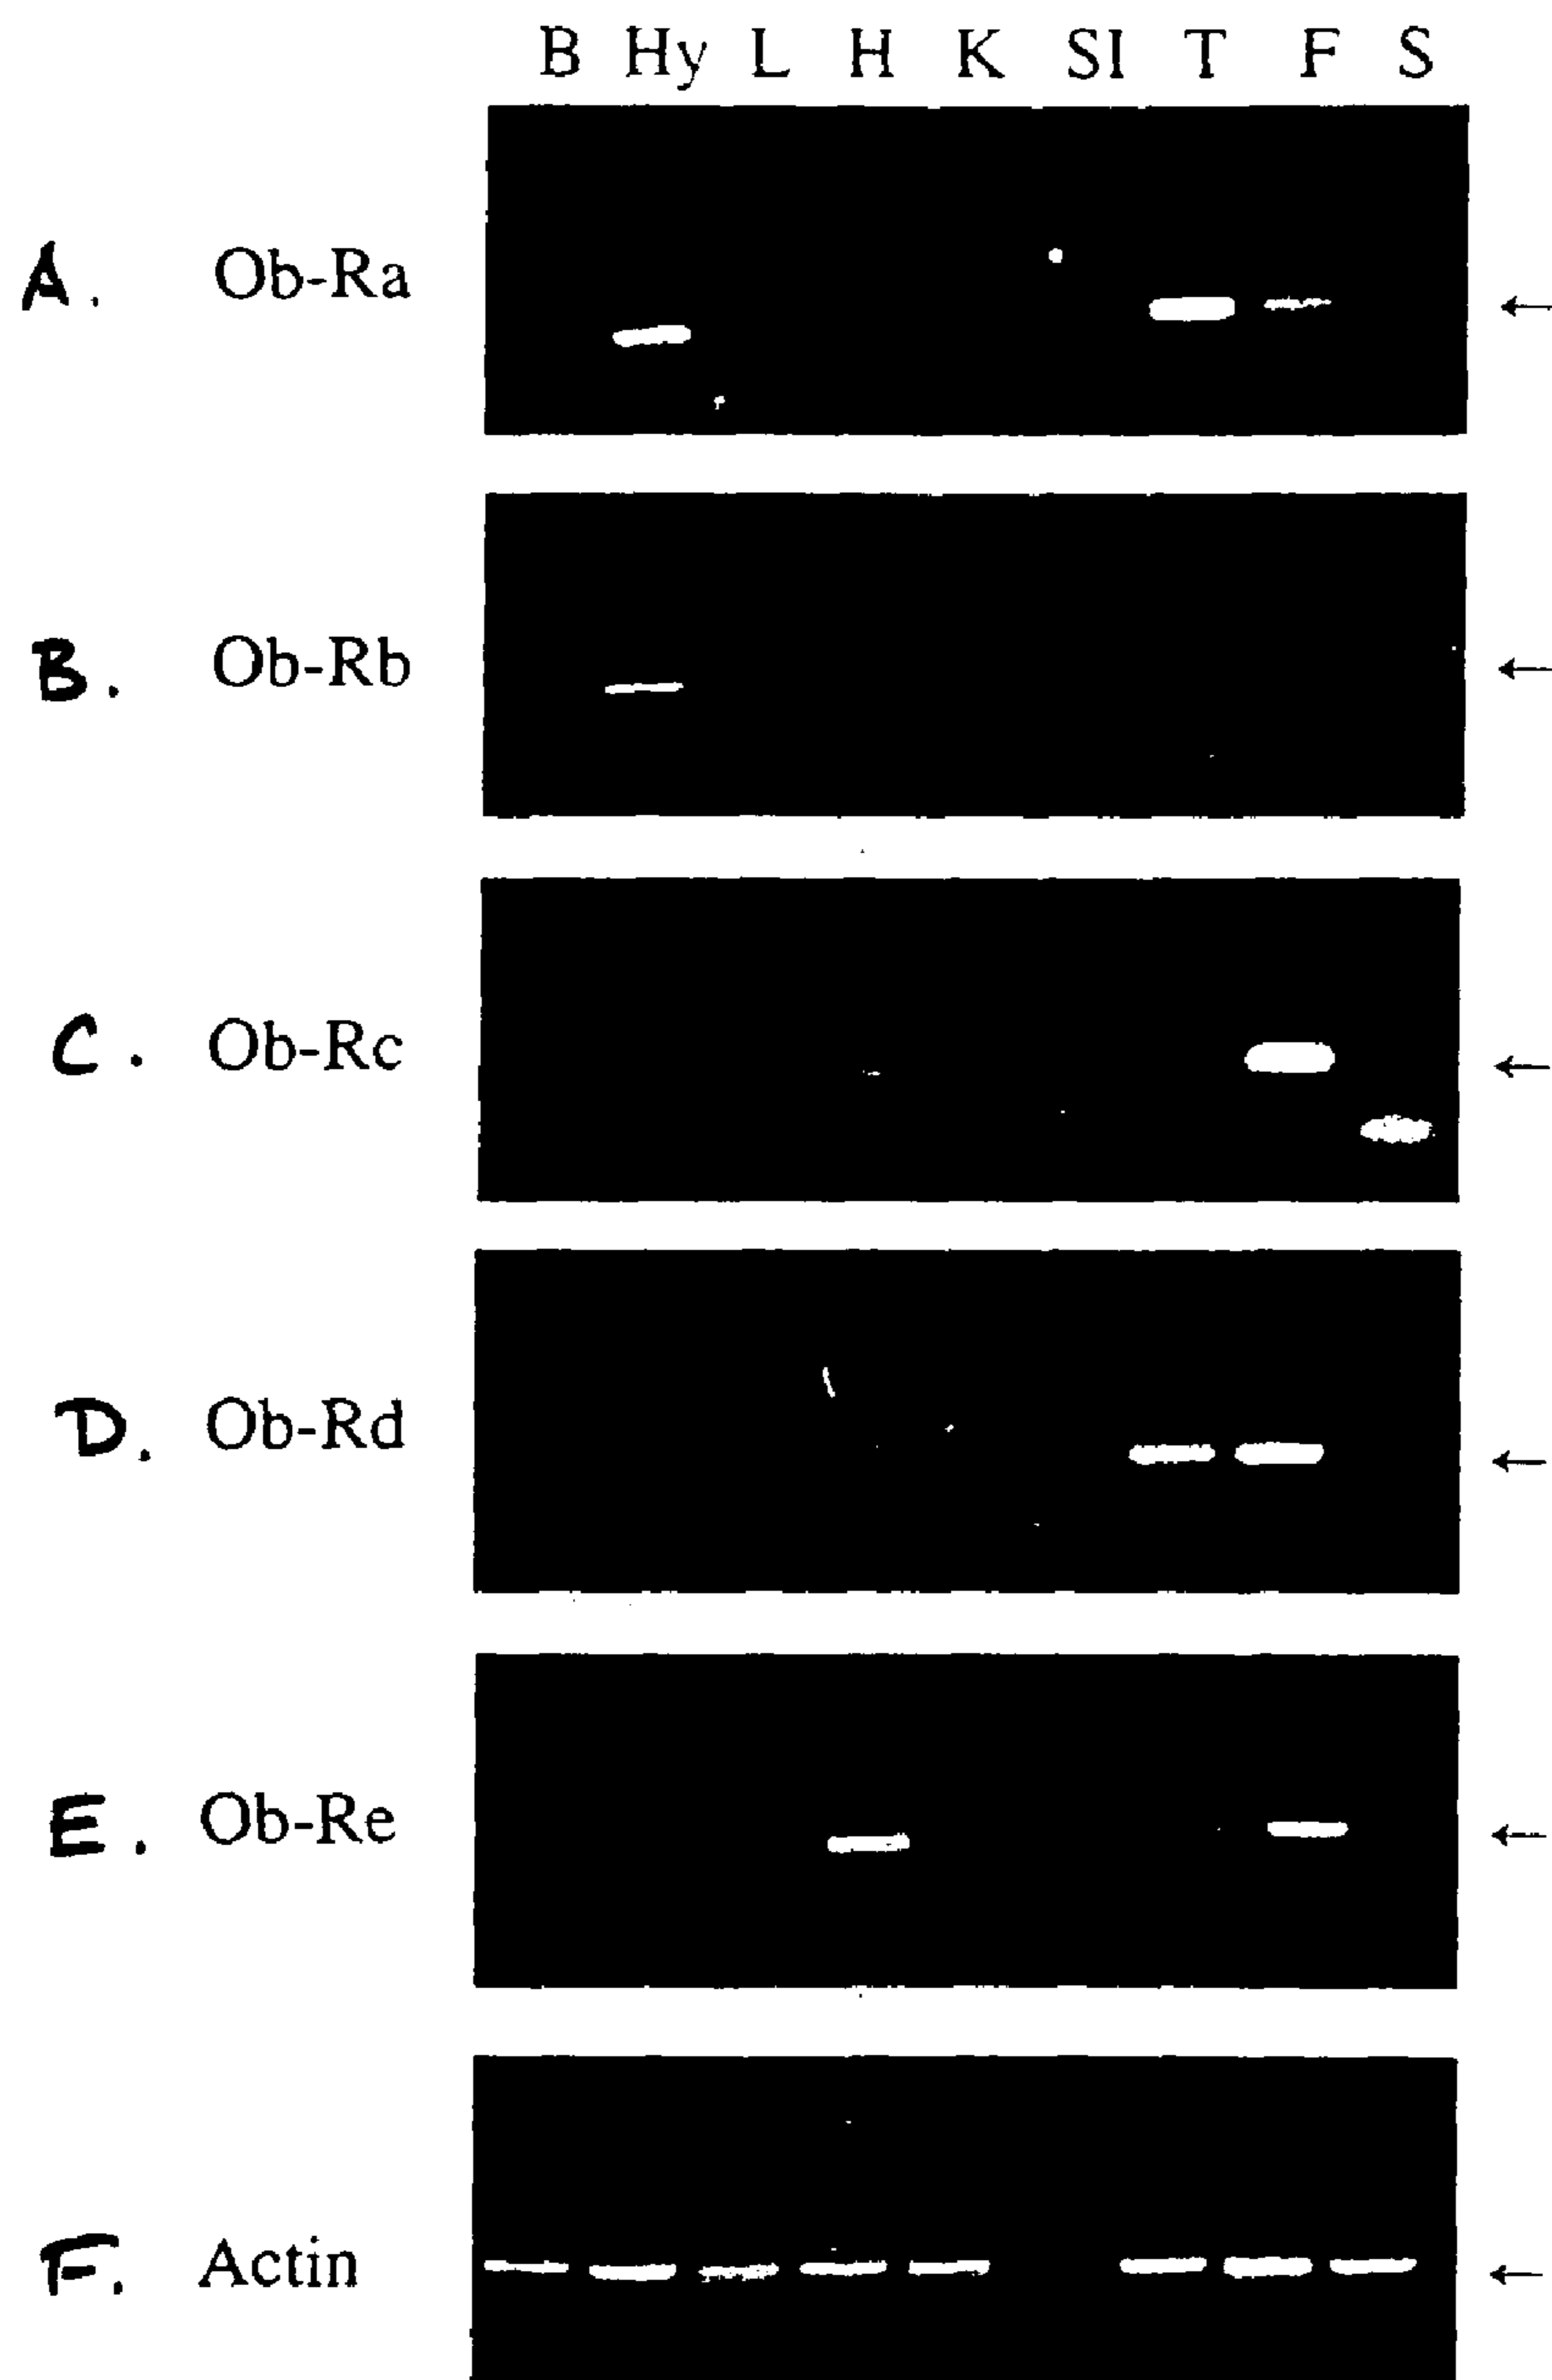 B Hy L H K SI T F S
A. Ob-Ra
B. Ob-Rb
C. Ob-Rc
D. Ob-Rd
E. Ob-Re
F. Actin